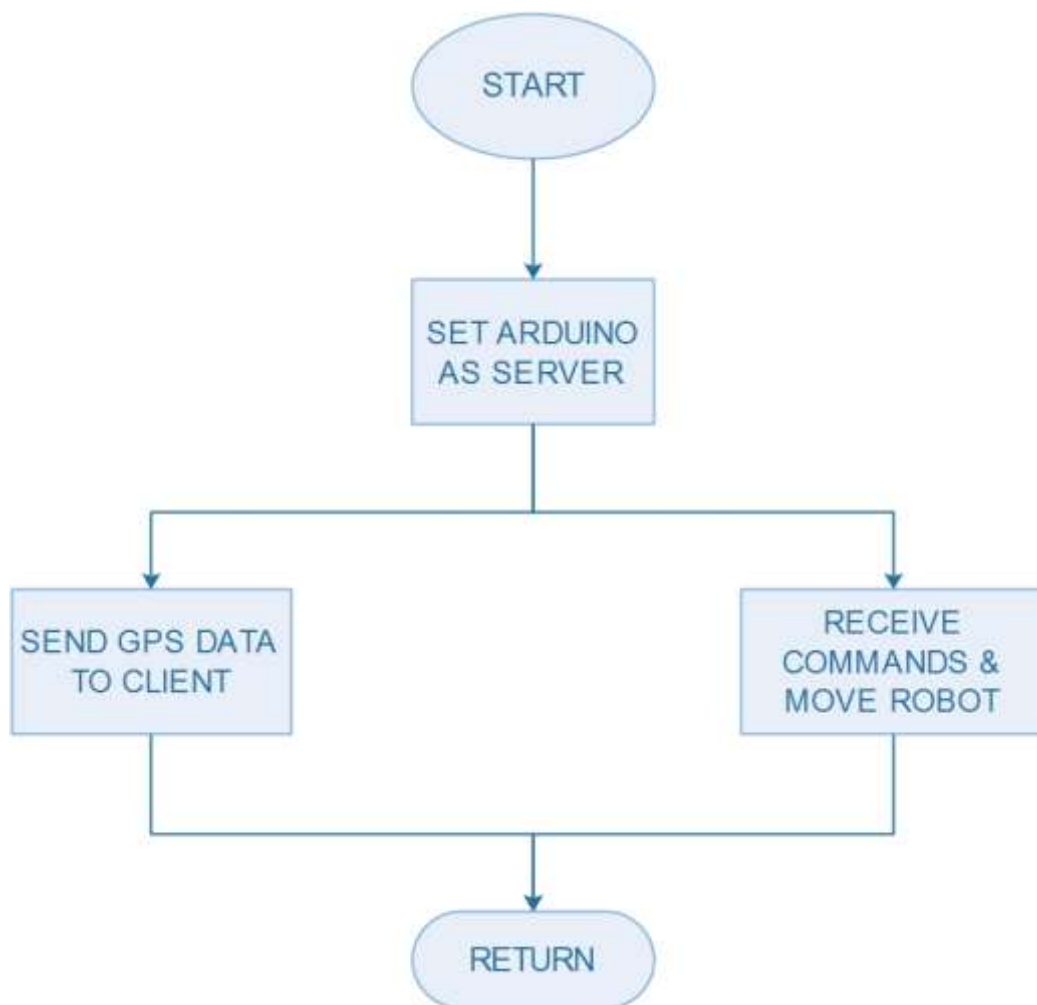 START
SET ARDUINO
AS SERVER
SEND GPS DATA
TO CLIENT
RECEIVE
COMMANDS &
MOVE ROBOT
RETURN